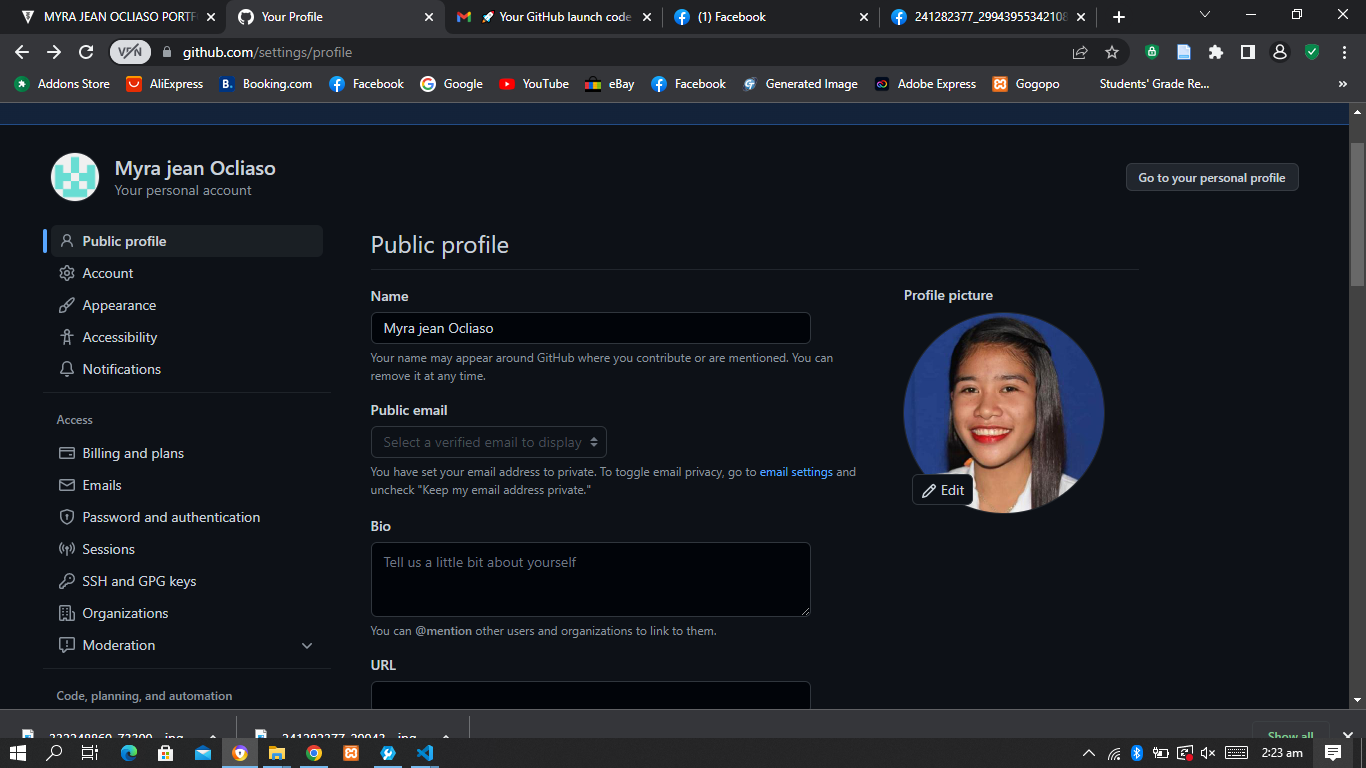 MYRA JEAN OCLIASO PORTF
Your Profile
🚀 Your GitHub launch code
(1) Facebook
241282377_29943955342108
VPN
github.com/settings/profile
Addons Store
AliExpress
B. Booking.com
Facebook
Google
YouTube
eBay
Facebook
Generated Image
Adobe Express
Gogopo
Students' Grade Re...
»
Myra jean Ocliaso
Your personal account
Go to your personal profile
Public profile
Account
Appearance
Accessibility
Notifications
Access
Billing and plans
Emails
Password and authentication
Sessions
SSH and GPG keys
Organizations
Moderation
Code, planning, and automation
Public profile
Name
Myra jean Ocliaso
Your name may appear around GitHub where you contribute or are mentioned. You can
remove it at any time.
Public email
Select a verified email to display
You have set your email address to private. To toggle email privacy, go to email settings and
uncheck "Keep my email address private."
Bio
Tell us a little bit about yourself
You can @mention other users and organizations to link to them.
URL
Profile picture
Edit
Show all
2:23 am